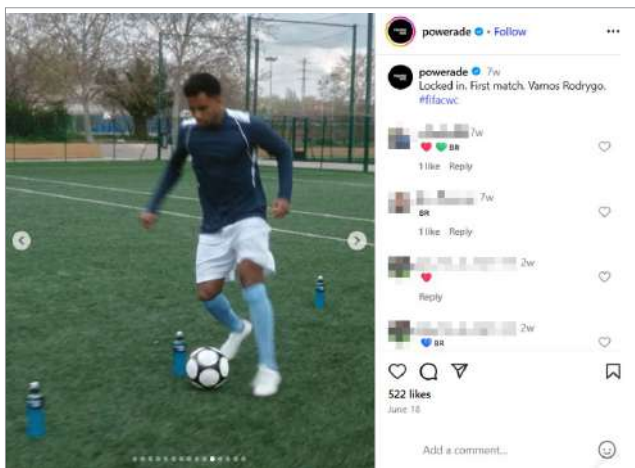 powerade • Follow
powerade 7w
Locked in. First match. Vamos Rodrygo.
#fifacwc
7w
BR
1 like Reply
7w
BR
1 like Reply
2w
Reply
2w
BR
522 likes
June 18
Add a comment...